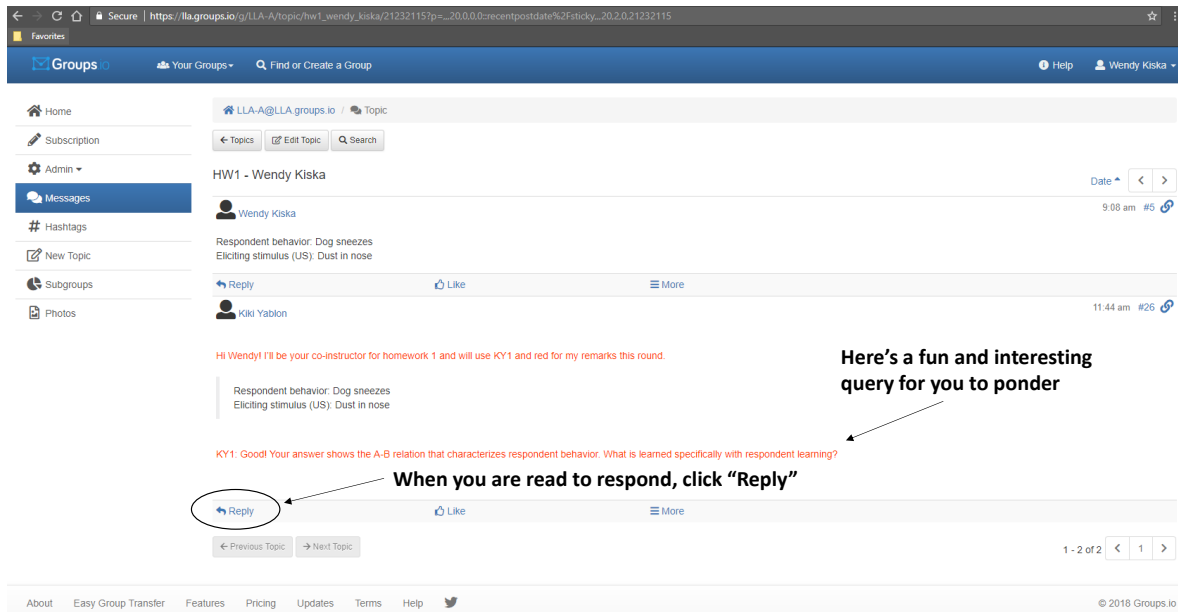 Secure | https://lla.groups.io/g/LLA-A/topic/hw1_wendy_kiska/21232115?p=,,,20,0,0,0::recentpostdate%2Fsticky,,,20,2,0,21232115
Favorites
Groups.io Your Groups Find or Create a Group Help Wendy Kiska
Home
Subscription
Admin
Messages
# Hashtags
New Topic
Subgroups
Photos
LLA-A@LLA.groups.io / Topic
Topics Edit Topic Search
HW1 - Wendy Kiska
Date
Wendy Kiska 9:08 am #5
Respondent behavior: Dog sneezes
Eliciting stimulus (US): Dust in nose
Reply Like More
Kiki Yablon 11:44 am #26
Hi Wendy! I'll be your co-instructor for homework 1 and will use KY1 and red for my remarks this round.
Here's a fun and interesting
query for you to ponder
Respondent behavior: Dog sneezes
Eliciting stimulus (US): Dust in nose
KY1: Good! Your answer shows the A-B relation that characterizes respondent behavior. What is learned specifically with respondent learning?
When you are read to respond, click “Reply”
Reply Like More
Previous Topic Next Topic
1 - 2 of 2 1
About Easy Group Transfer Features Pricing Updates Terms Help © 2018 Groups.io